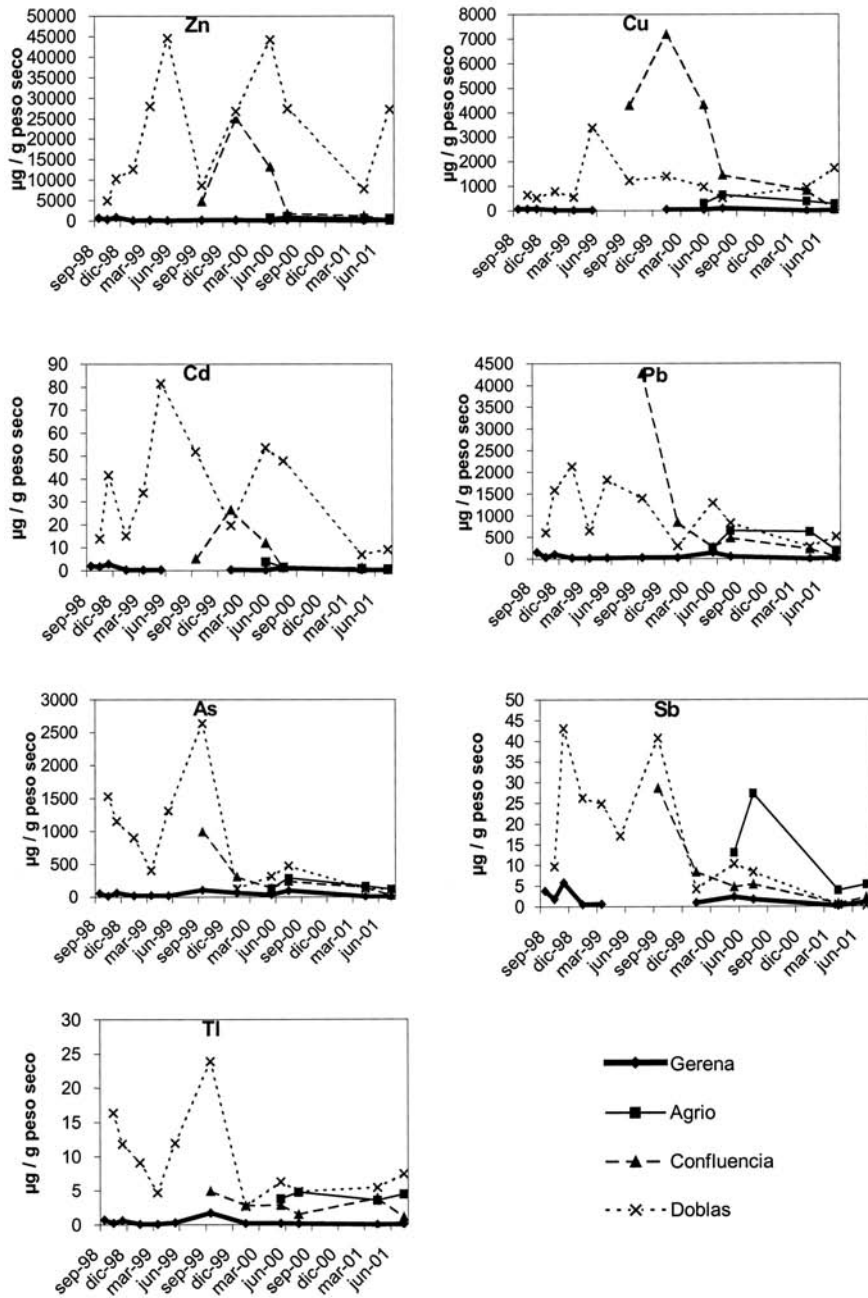 Zn
µg / g peso seco
50000
45000
40000
35000
30000
25000
20000
15000
10000
5000
0
sep-98
dic-98
mar-99
jun-99
sep-99
dic-99
mar-00
jun-00
sep-00
dic-00
mar-01
jun-01
Cu
µg / g peso seco
8000
7000
6000
5000
4000
3000
2000
1000
0
sep-98
dic-98
mar-99
jun-99
sep-99
dic-99
mar-00
jun-00
sep-00
dic-00
mar-01
jun-01
Cd
µg / g peso seco
90
80
70
60
50
40
30
20
10
0
sep-98
dic-98
mar-99
jun-99
sep-99
dic-99
mar-00
jun-00
sep-00
dic-00
mar-01
jun-01
Pb
µg / g peso seco
4500
4000
3500
3000
2500
2000
1500
1000
500
0
sep-98
dic-98
mar-99
jun-99
sep-99
dic-99
mar-00
jun-00
sep-00
dic-00
mar-01
jun-01
As
µg / g peso seco
3000
2500
2000
1500
1000
500
0
sep-98
dic-98
mar-99
jun-99
sep-99
dic-99
mar-00
jun-00
sep-00
dic-00
mar-01
jun-01
Sb
µg / g peso seco
50
45
40
35
30
25
20
15
10
5
0
sep-98
dic-98
mar-99
jun-99
sep-99
dic-99
mar-00
jun-00
sep-00
dic-00
mar-01
jun-01
Tl
µg / g peso seco
30
25
20
15
10
5
0
sep-98
dic-98
mar-99
jun-99
sep-99
dic-99
mar-00
jun-00
sep-00
dic-00
mar-01
jun-01
Gerena
Agrio
Confluencia
Doblas